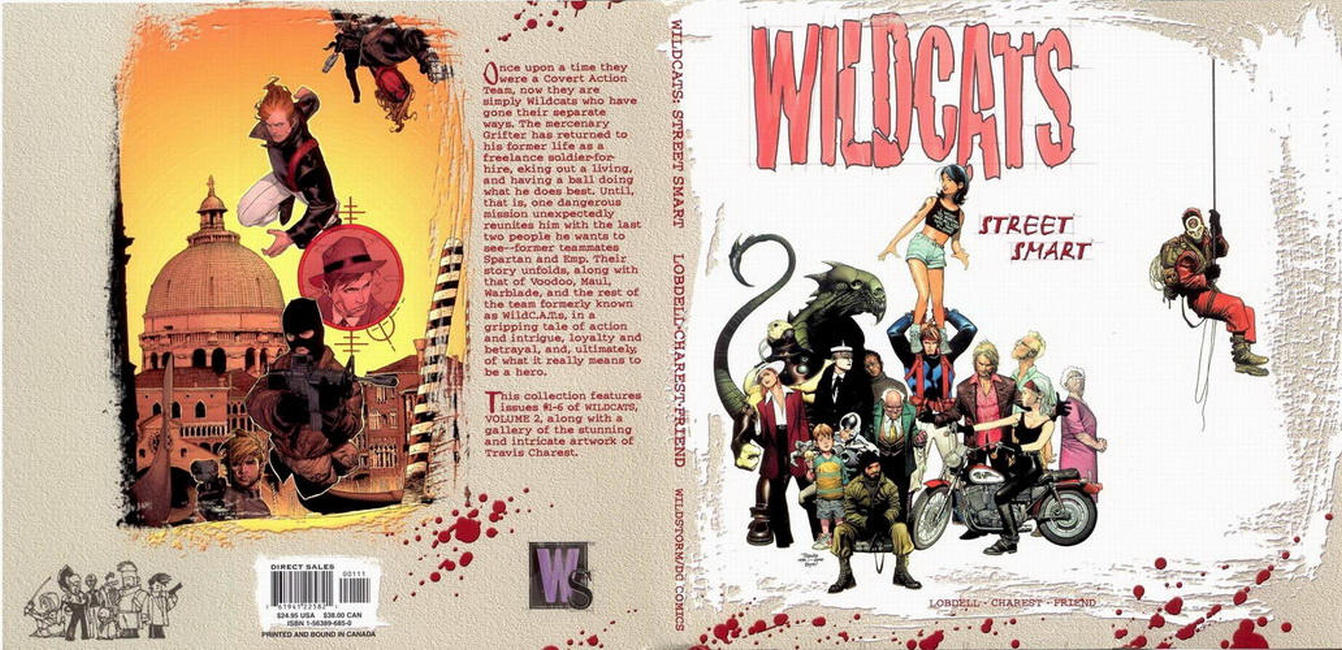 Once upon a time they
were a Covert Action
Team, now they are
simply Wildcats who have
gone their separate
ways. The mercenary
Grifter has returned to
his former life as a
freelance soldier-for-
hire, eking out a living,
and having a ball doing
what he does best. Until,
that is, one dangerous
mission unexpectedly
reunites him with the last
two people he wants to
see--former teammates
Spartan and Emp. Their
story unfolds, along with
that of Voodoo, Maul,
Warblade, and the rest of
the team formerly known
as WildC.A.T.s, in a
gripping tale of action
and intrigue, loyalty and
betrayal, and, ultimately,
of what it really means to
be a hero.
This collection features
issues #1-6 of WILDCATS,
VOLUME 2, along with a
gallery of the stunning
and intricate artwork of
Travis Charest.
DIRECT SALES
00111
$24.95 USA $38.00 CAN
ISBN 1-56389-685-0
PRINTED AND BOUND IN CANADA
WS
WILDCATS: STREET SMART LOBDELL·CHAREST·FRIEND WILDSTORM/DC COMICS
WILDCATS
STREET
SMART
LOBDELL · CHAREST · FRIEND